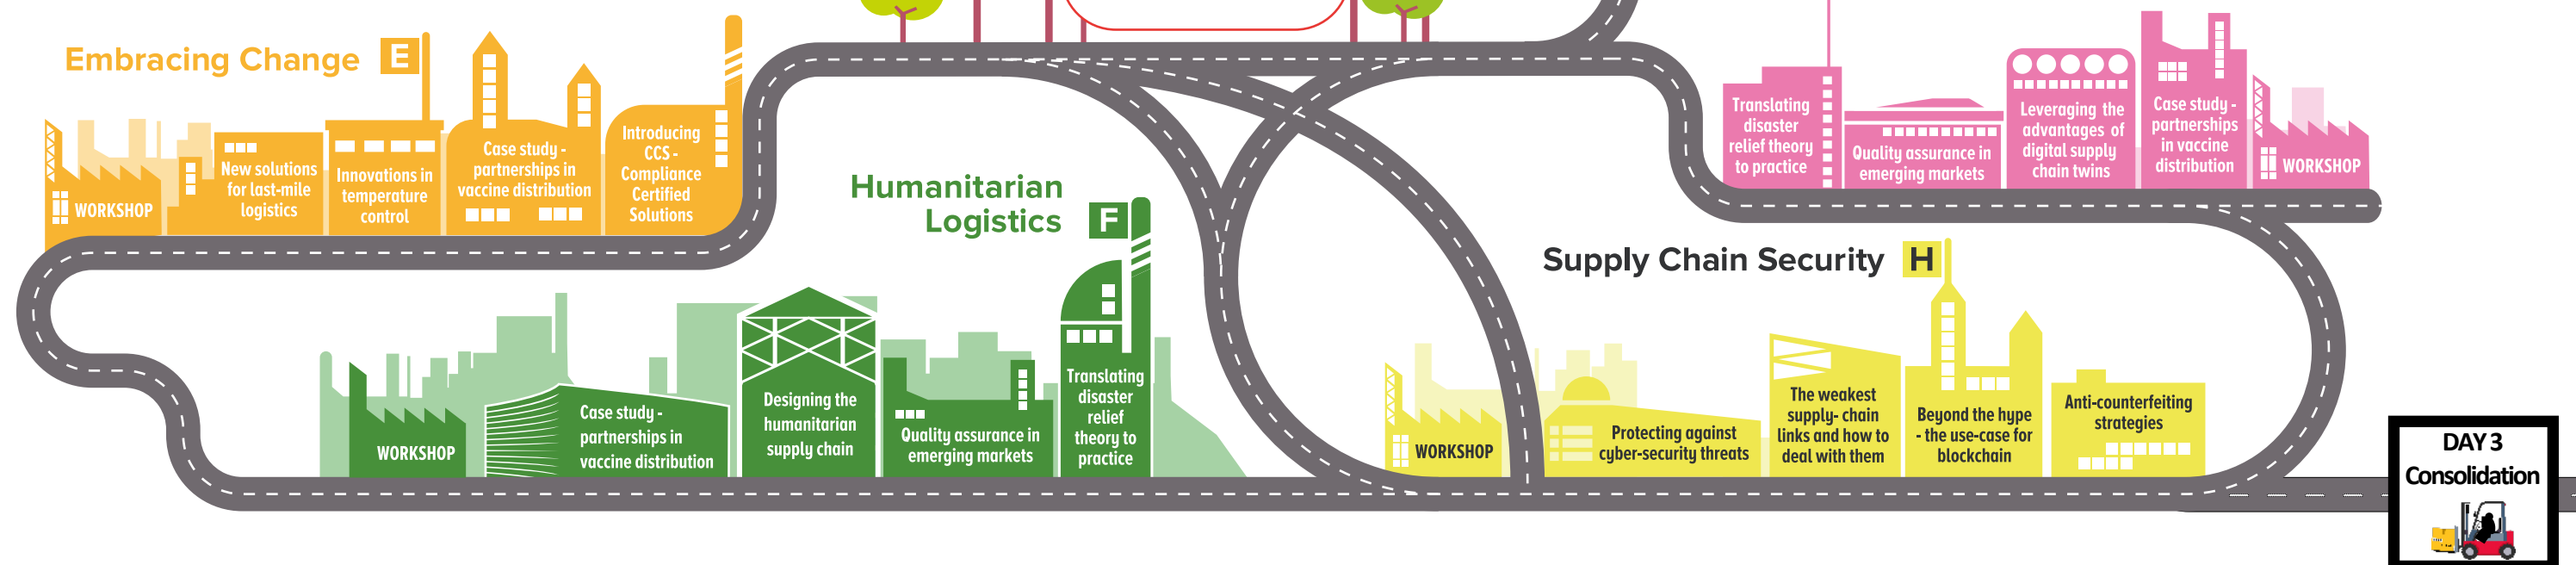 Embracing Change E
WORKSHOP
New solutions
for last-mile
logistics
Innovations in
temperature
control
Case study -
partnerships in
vaccine distribution
Introducing
CCS -
Compliance
Certified
Solutions
Translating
disaster
relief theory
to practice
Quality assurance in
emerging markets
Leveraging the
advantages of
digital supply
chain twins
Case study -
partnerships
in vaccine
distribution
WORKSHOP
Humanitarian
Logistics F
WORKSHOP
Case study -
partnerships in
vaccine distribution
Designing the
humanitarian
supply chain
Quality assurance in
emerging markets
Translating
disaster
relief
theory to
practice
Supply Chain Security H
WORKSHOP
Protecting against
cyber-security threats
The weakest
supply- chain
links and how to
deal with them
Beyond the hype
- the use-case for
blockchain
Anti-counterfeiting
strategies
DAY 3
Consolidation